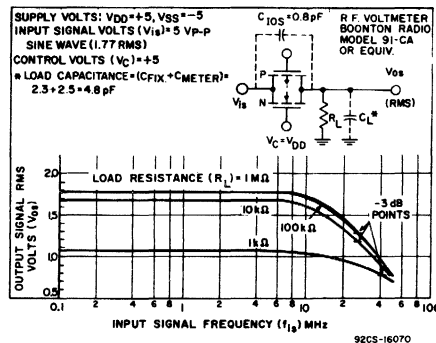 SUPPLY VOLTS: VDD=+5, VSS=-5
INPUT SIGNAL VOLTS (Vis)= 5 VP-P
SINE WAVE (1.77 RMS)
CONTROL VOLTS (VC)=+5
* LOAD CAPACITANCE=(CFIX.+CMETER)=
2.3+2.5=4.8 pF
CIOS=0.8pF
R F. VOLTMETER
BOONTON RADIO
MODEL 91-CA
OR EQUIV.
P
N
Vis
Vos
(RMS)
RL
CL*
VC=VDD
OUTPUT SIGNAL RMS
VOLTS (Vos)
2.0
1.5
1.0
0.5
LOAD RESISTANCE (RL)=1MΩ
10kΩ
100kΩ
1kΩ
-3dB
POINTS
0.1 2 4 6 8 1 2 4 6 8 10 2 4 6 8 100
INPUT SIGNAL FREQUENCY (fis) MHz
92CS-16070